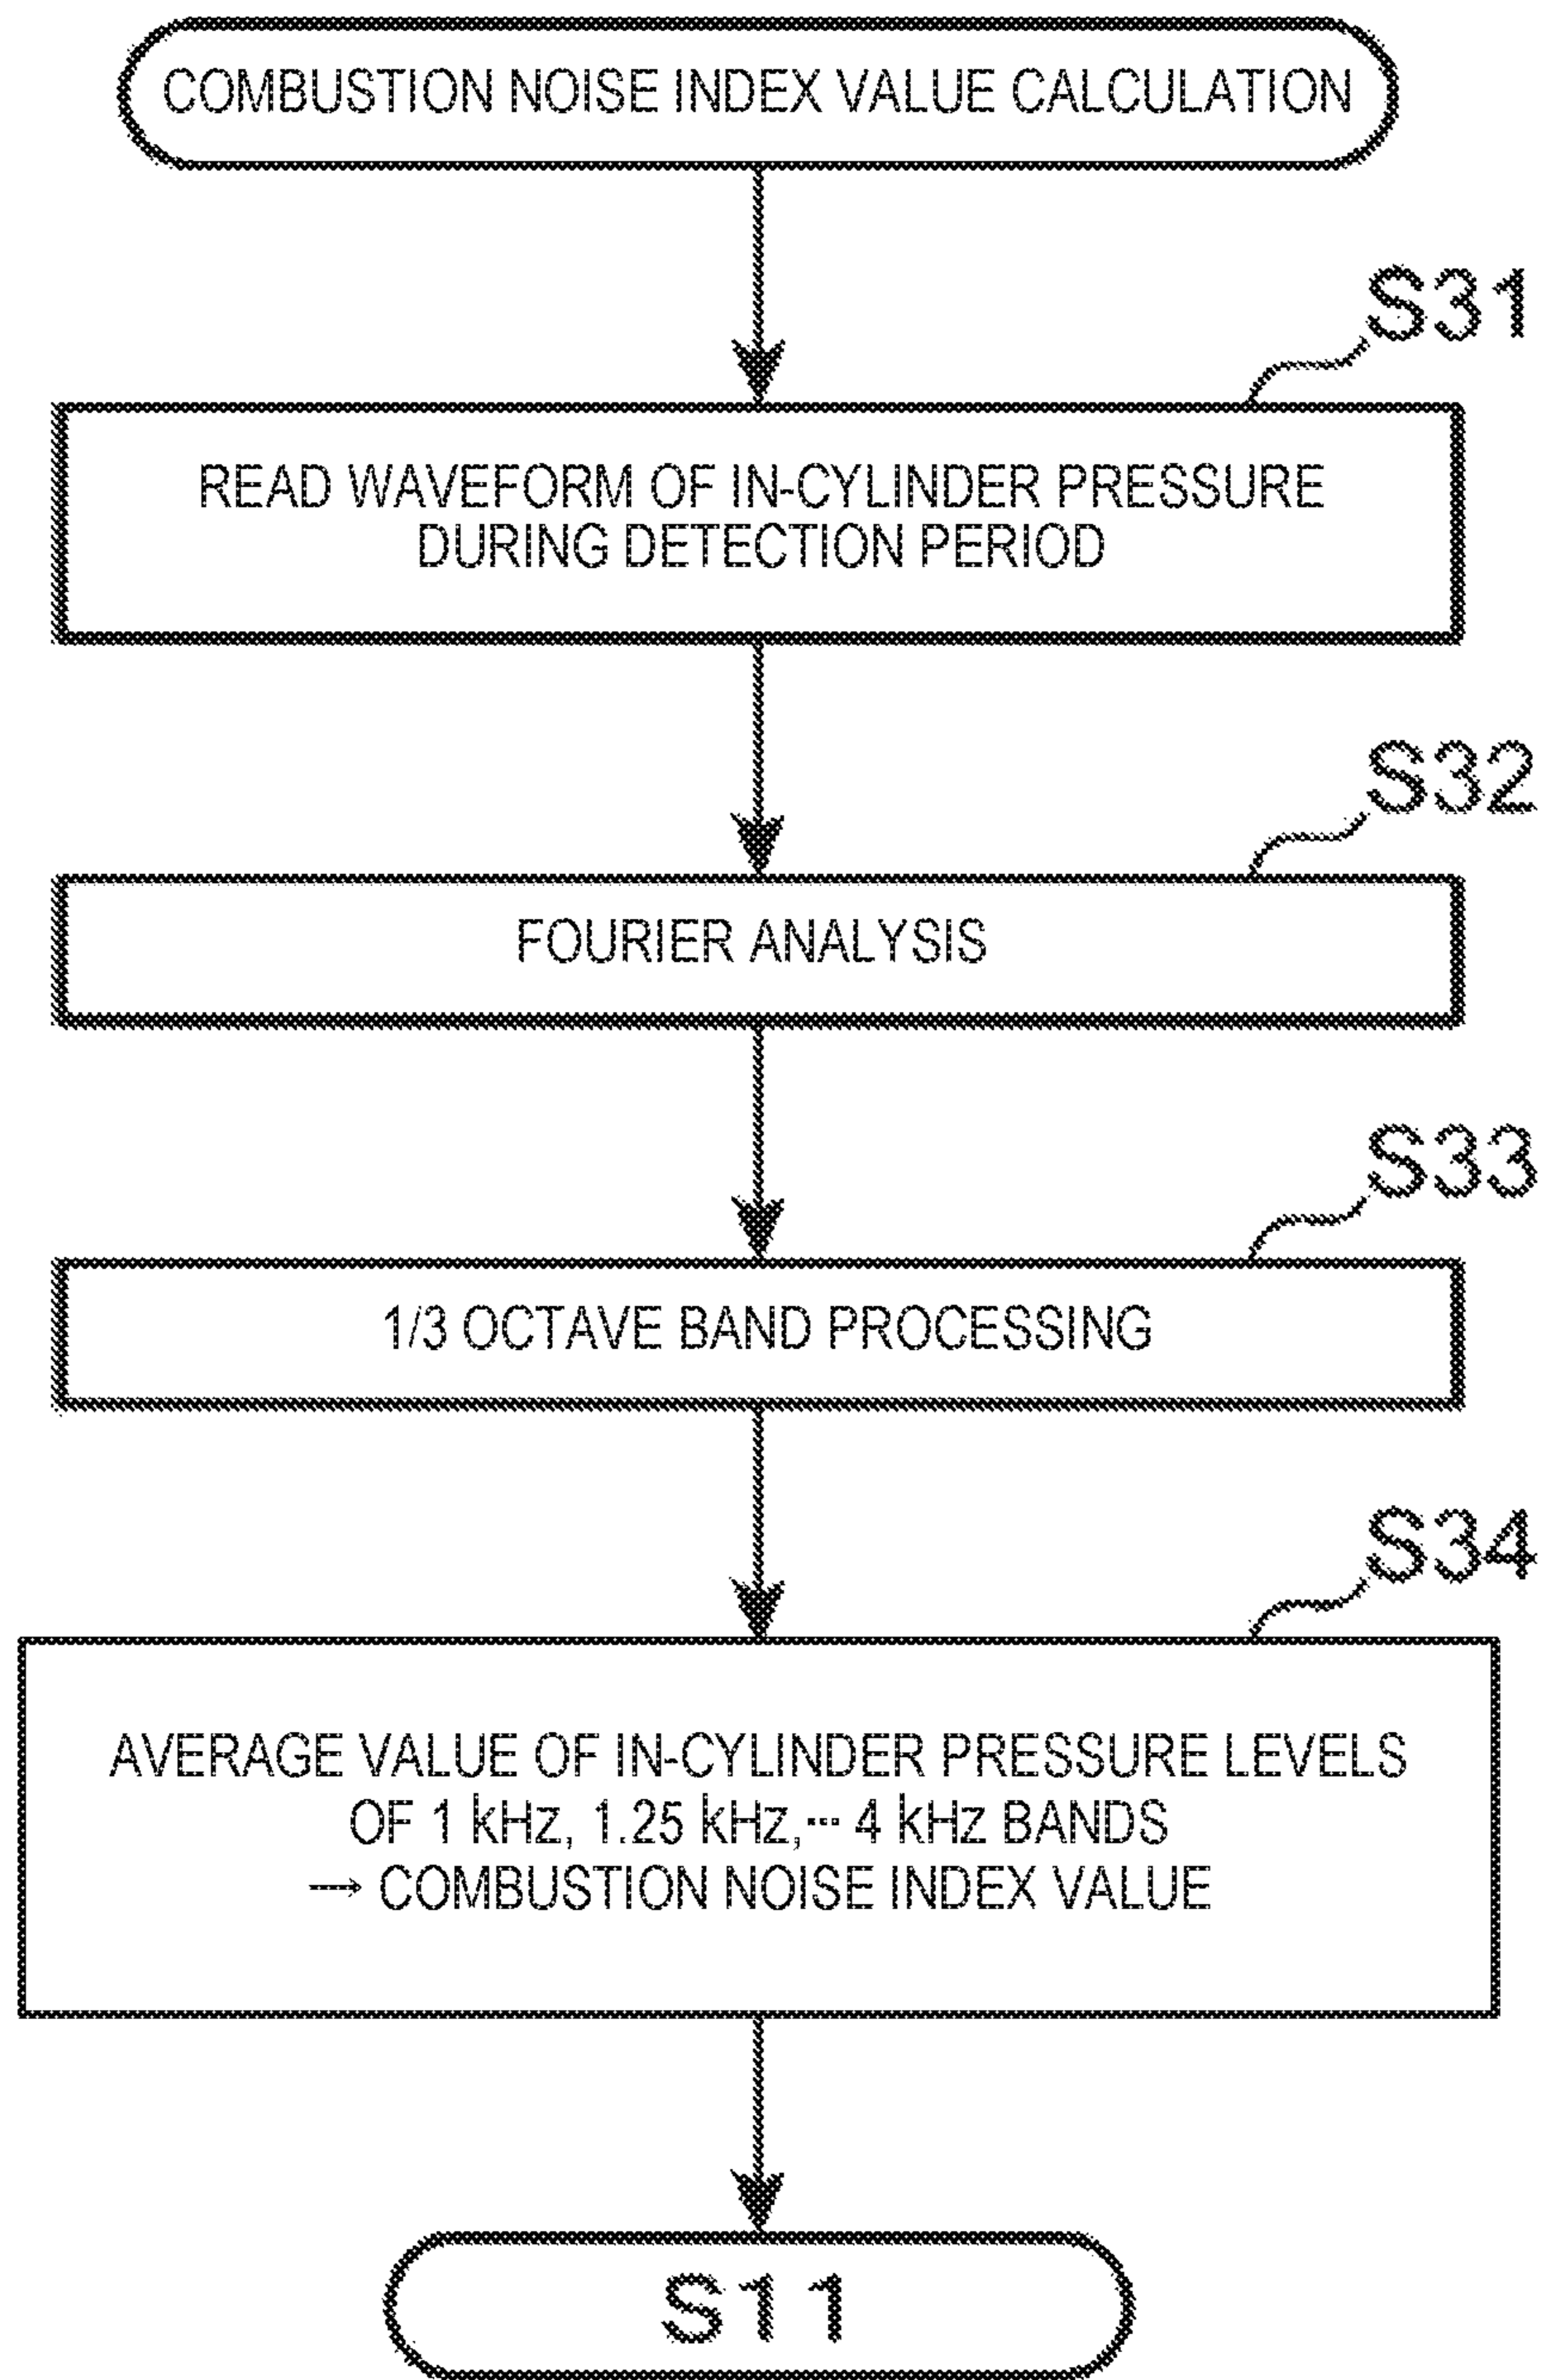 COMBUSTION NOISE INDEX VALUE CALCULATION
S31
READ WAVEFORM OF IN-CYLINDER PRESSURE
DURING DETECTION PERIOD
S32
FOURIER ANALYSIS
S33
1/3 OCTAVE BAND PROCESSING
S34
AVERAGE VALUE OF IN-CYLINDER PRESSURE LEVELS
OF 1 kHz, 1.25 kHz,··· 4 kHz BANDS
→ COMBUSTION NOISE INDEX VALUE
S11